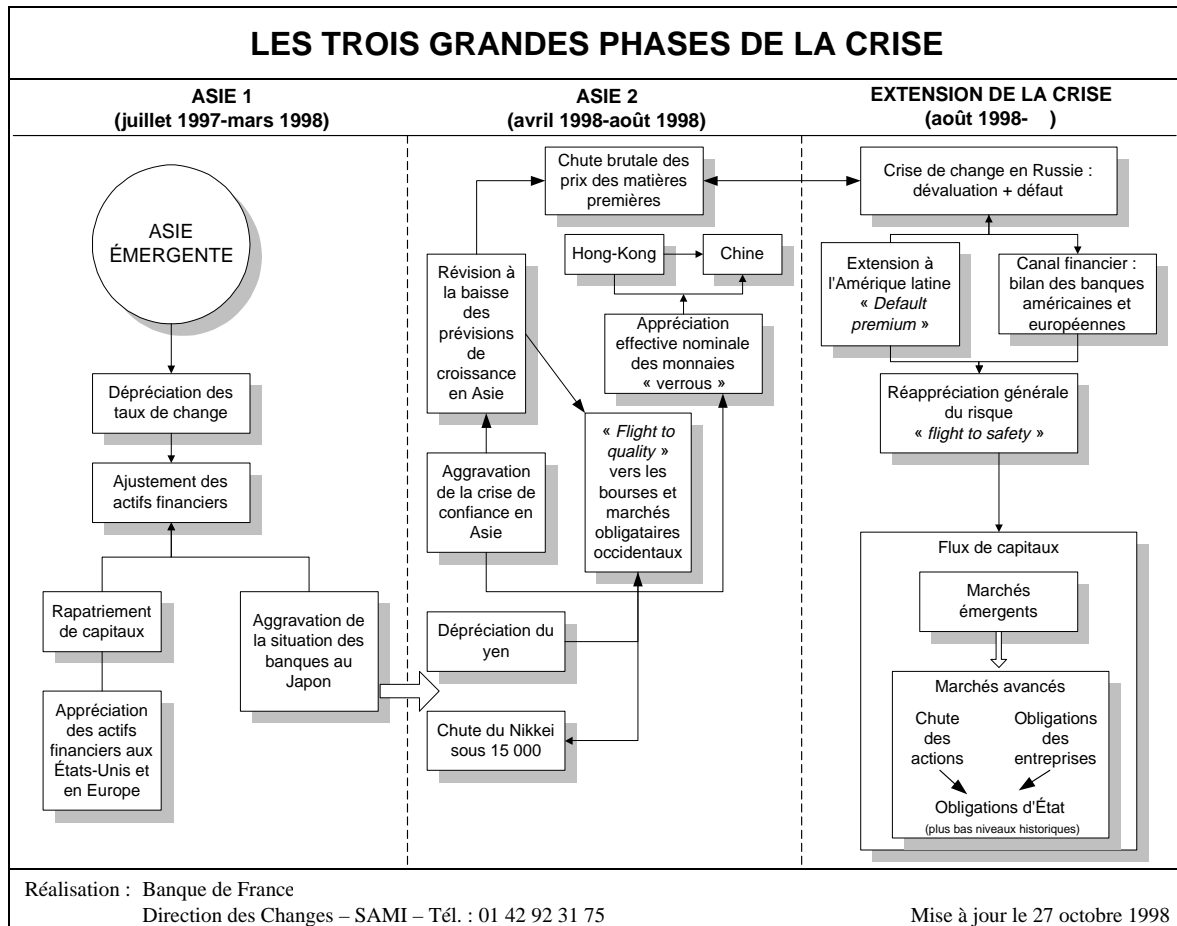 LES TROIS GRANDES PHASES DE LA CRISE
ASIE 1
(juillet 1997-mars 1998)
ASIE
ÉMERGENTE
Dépréciation des
taux de change
Ajustement des
actifs financiers
Rapatriement
de capitaux
Aggravation de
la situation des
banques au
Japon
Appréciation
des actifs
financiers aux
États-Unis et
en Europe
ASIE 2
(avril 1998-août 1998)
Chute brutale des
prix des matières
premières
Hong-Kong
Chine
Révision à
la baisse
des
prévisions
de
croissance
en Asie
Appréciation
effective nominale
des monnaies
« verrous »
« Flight to
quality »
vers les
bourses et
marchés
obligataires
occidentaux
Aggravation
de la crise de
confiance en
Asie
Dépréciation du
yen
Chute du Nikkei
sous 15 000
EXTENSION DE LA CRISE
(août 1998- )
Crise de change en Russie :
dévaluation + défaut
Extension à
l'Amérique latine
« Default
premium »
Canal financier :
bilan des banques
américaines et
européennes
Réappréciation générale
du risque
« flight to safety »
Flux de capitaux
Marchés
émergents
Marchés avancés
Chute
des
actions
Obligations
des
entreprises
Obligations d'État
(plus bas niveaux historiques)
Réalisation : Banque de France
Direction des Changes – SAMI – Tél. : 01 42 92 31 75
Mise à jour le 27 octobre 1998